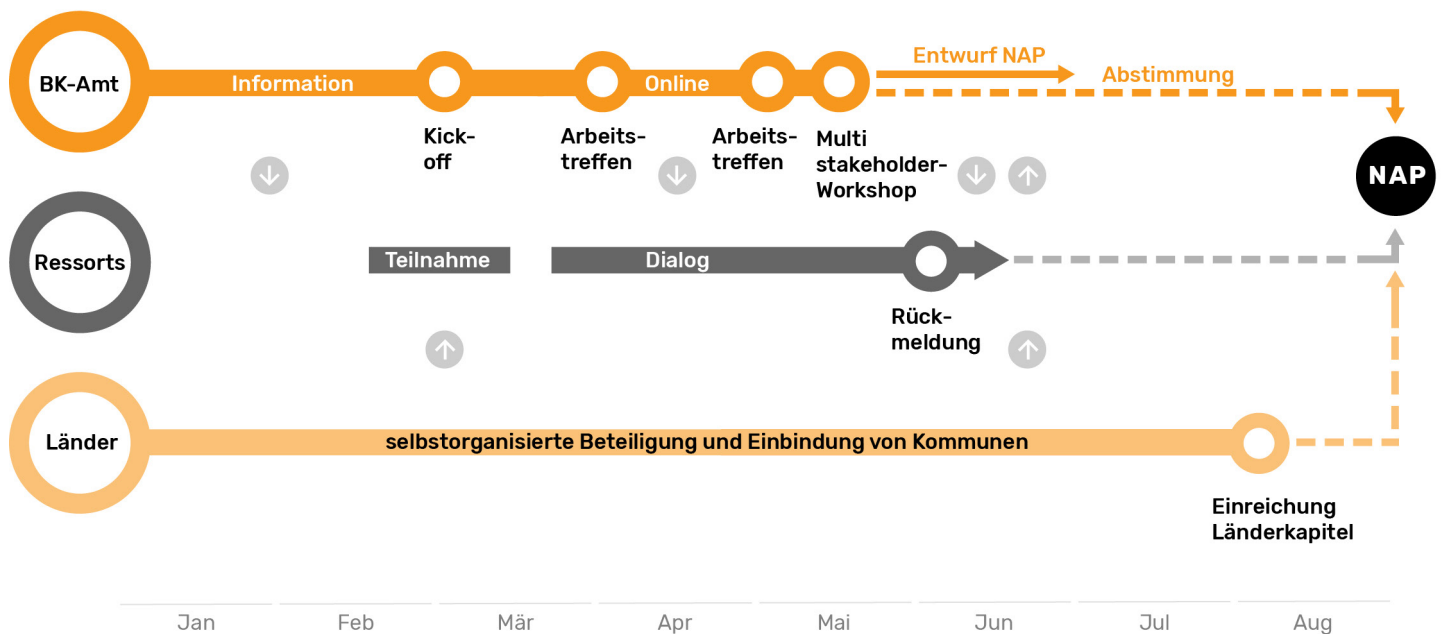 BK-Amt
Information
Online
Entwurf NAP
Abstimmung
Kick-
off
Arbeits-
treffen
Arbeits-
treffen
Multi
stakeholder-
Workshop
NAP
Ressorts
Teilnahme
Dialog
Rück-
meldung
Länder
selbstorganisierte Beteiligung und Einbindung von Kommunen
Einreichung
Länderkapitel
Jan
Feb
Mär
Apr
Mai
Jun
Jul
Aug